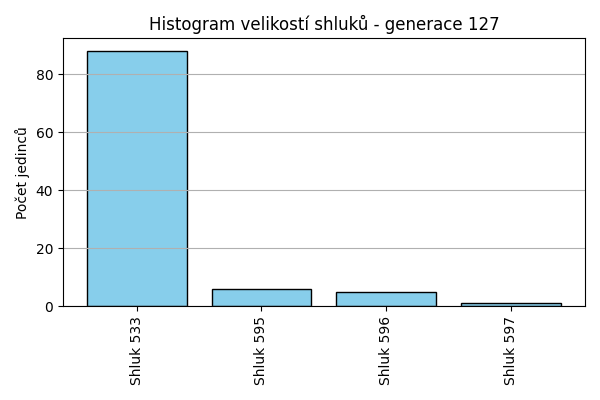 Histogram velikostí shluků - generace 127
Počet jedinců
80
60
40
20
0
Shluk 533
Shluk 595
Shluk 596
Shluk 597